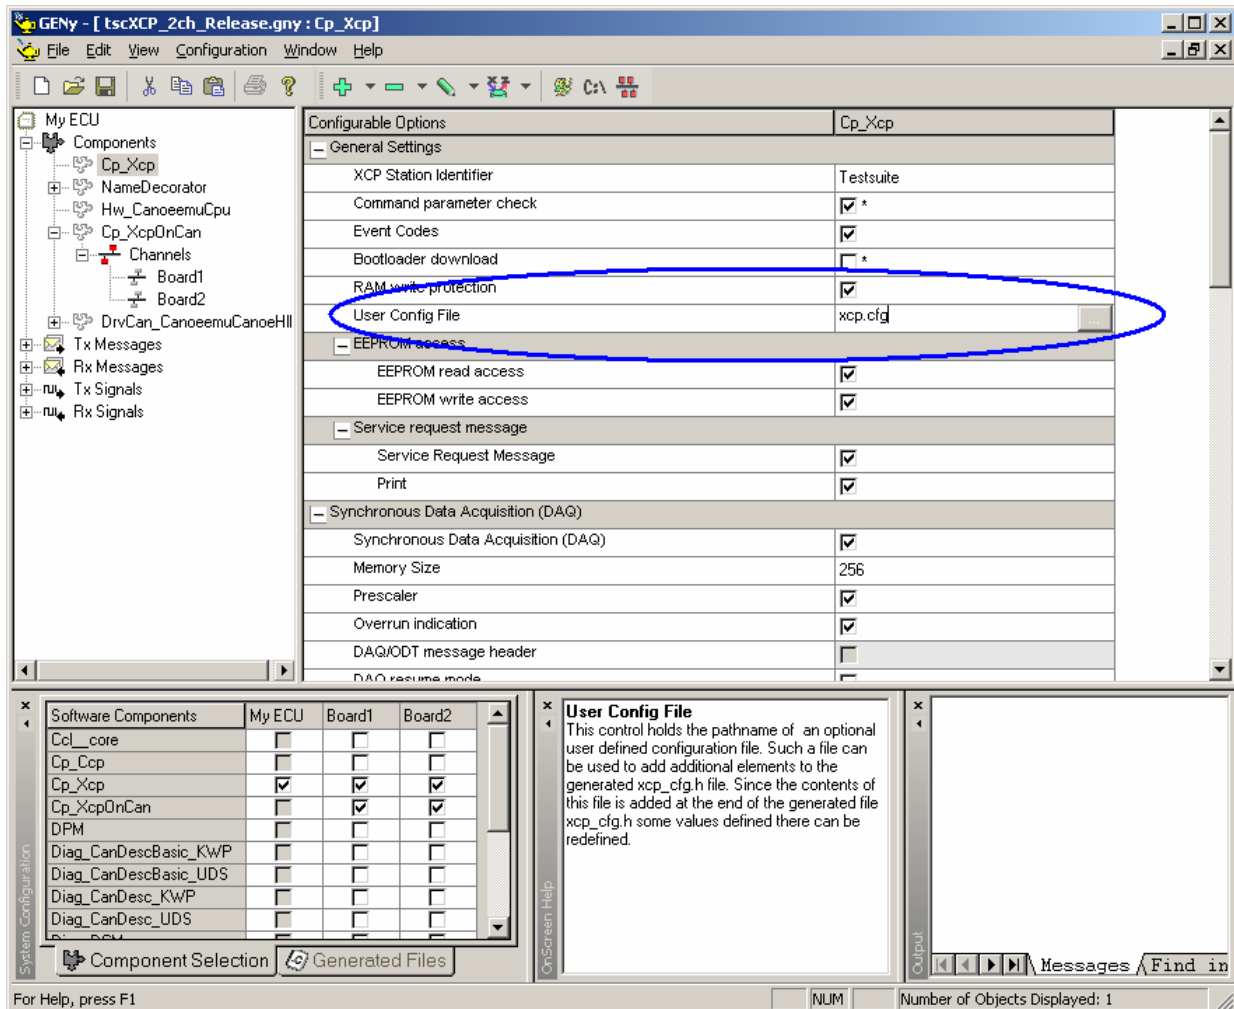 GENy - [ tscXCP_2ch_Release.gny : Cp_Xcp]
File Edit View Configuration Window Help
C:\
My ECU
Components
Cp_Xcp
NameDecorator
Hw_CanoeemuCpu
Cp_XcpOnCan
Channels
Board1
Board2
DrvCan_CanoeemuCanoeHll
Tx Messages
Rx Messages
Tx Signals
Rx Signals
Configurable Options Cp_Xcp
General Settings
XCP Station Identifier Testsuite
Command parameter check *
Event Codes
Bootloader download *
RAM write protection
User Config File xcp.cfg ...
EEPROM access
EEPROM read access
EEPROM write access
Service request message
Service Request Message
Print
Synchronous Data Acquisition (DAQ)
Synchronous Data Acquisition (DAQ)
Memory Size 256
Prescaler
Overrun indication
DAQ/ODT message header
DAQ resume mode
System Configuration
Software Components My ECU Board1 Board2
Ccl__core
Cp_Ccp
Cp_Xcp
Cp_XcpOnCan
DPM
Diag_CanDescBasic_KWP
Diag_CanDescBasic_UDS
Diag_CanDesc_KWP
Diag_CanDesc_UDS
Component Selection Generated Files
OnScreen Help
User Config File
This control holds the pathname of an optional
user defined configuration file. Such a file can
be used to add additional elements to the
generated xcp_cfg.h file. Since the contents of
this file is added at the end of the generated file
xcp_cfg.h some values defined there can be
redefined.
Output
Messages Find in
For Help, press F1 NUM Number of Objects Displayed: 1